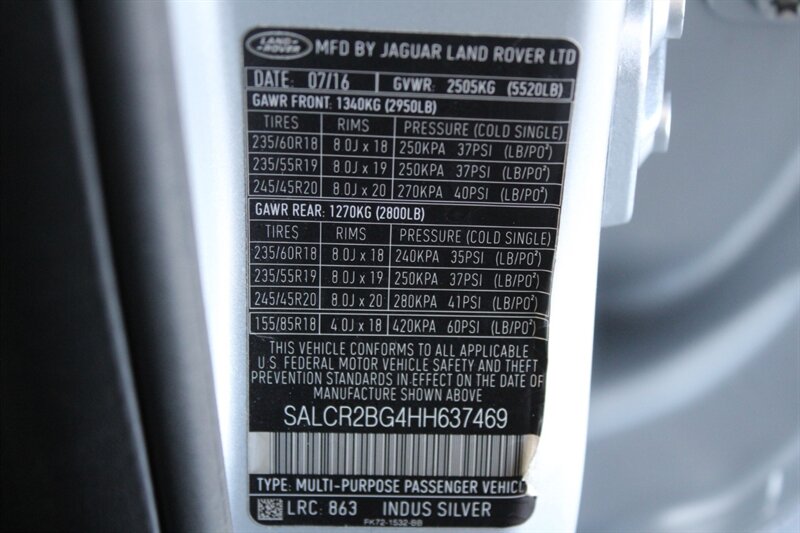 LAND ROVER MFD BY JAGUAR LAND ROVER LTD
DATE: 07/16 GVWR: 2505KG (5520LB)
GAWR FRONT: 1340KG (2950LB)
TIRES RIMS PRESSURE (COLD SINGLE)
235/60R18 8.0J x 18 250KPA 37PSI (LB/PO²)
235/55R19 8.0J x 19 250KPA 37PSI (LB/PO²)
245/45R20 8.0J x 20 270KPA 40PSI (LB/PO²)
GAWR REAR: 1270KG (2800LB)
TIRES RIMS PRESSURE (COLD SINGLE)
235/60R18 8.0J x 18 240KPA 35PSI (LB/PO²)
235/55R19 8.0J x 19 250KPA 37PSI (LB/PO²)
245/45R20 8.0J x 20 280KPA 41PSI (LB/PO²)
155/85R18 4.0J x 18 420KPA 60PSI (LB/PO²)
THIS VEHICLE CONFORMS TO ALL APPLICABLE
U.S. FEDERAL MOTOR VEHICLE SAFETY AND THEFT
PREVENTION STANDARDS IN EFFECT ON THE DATE OF
MANUFACTURE SHOWN ABOVE
SALCR2BG4HH637469
TYPE: MULTI-PURPOSE PASSENGER VEHICL
LRC: 863 INDUS SILVER
FK72-1532-BB